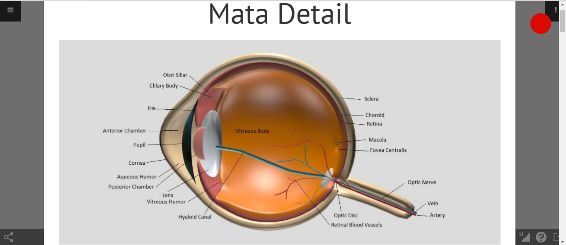 Mata Detail
Otot Siliar
Ciliary Body
Iris
Anterior Chamber
Pupil
Cornea
Aqueous Humor
Posterior Chamber
Lens
Vitreous Humor
Hyaloid Canal
Vitreous Body
Sclera
Choroid
Retina
Macula
Fovea Centralis
Optic Nerve
Vein
Artery
Optic Disc
Retinal Blood Vessels